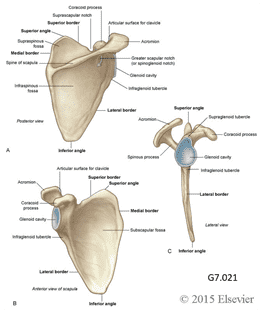 Coracoid process
Suprascapular notch
Superior border
Superior angle
Supraspinous
fossa
Medial border
Spine of scapula
Infraspinous
fossa
Articular surface for clavicle
Acromion
Greater scapular notch
(or spinoglenoid notch)
Glenoid cavity
Infraglenoid tubercle
Lateral border
Posterior view
Inferior angle
A
Superior angle
Supraglenoid tubercle
Acromion
Coracoid process
Spinous process
Glenoid cavity
Infraglenoid tubercle
Lateral border
Lateral view
Inferior angle
C
Articular surface for clavicle
Superior border
Superior angle
Acromion
Coracoid
process
Glenoid cavity
Infraglenoid tubercle
Medial border
Subscapular fossa
Lateral border
Inferior angle
Anterior view of scapula
B
G7.021
© 2015 Elsevier